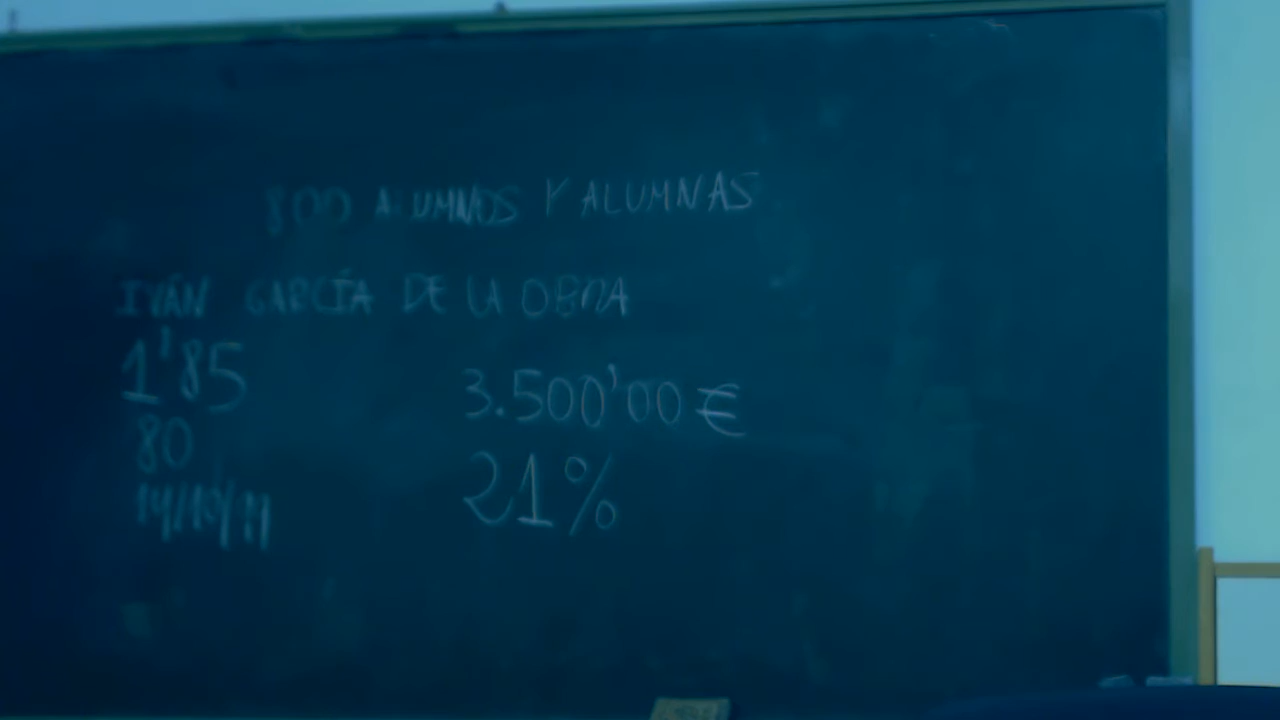 800 ALUMNOS Y ALUMNAS
IVÁN GARCÍA DE LA OBRA
1'85
3.500'00 €
80
21%